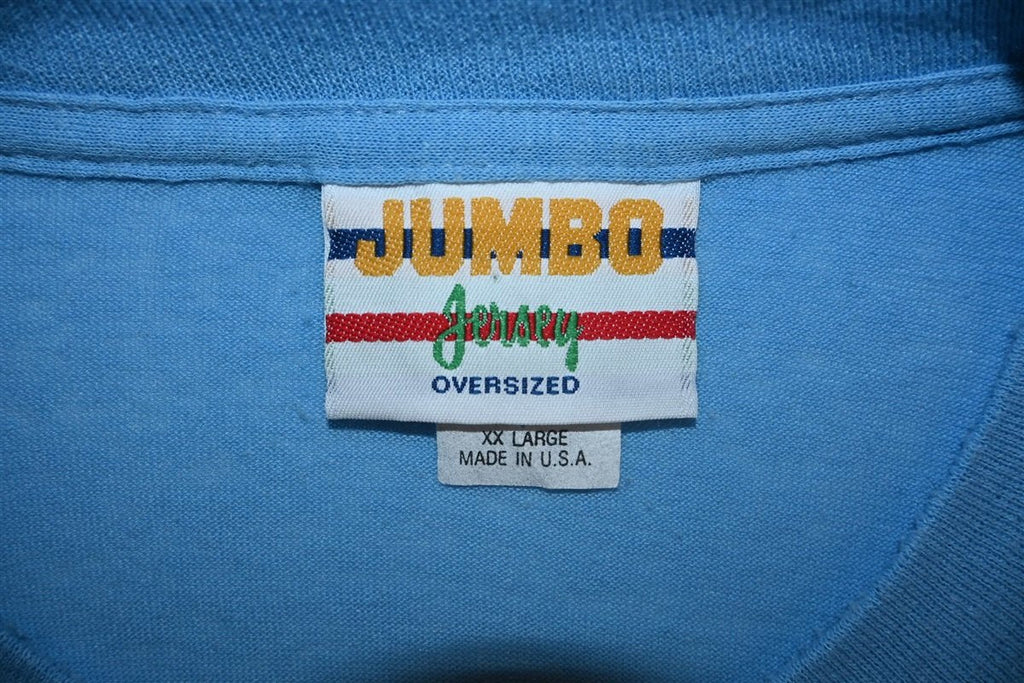 JUMBO
Jersey
OVERSIZED
XX LARGE
MADE IN U.S.A.